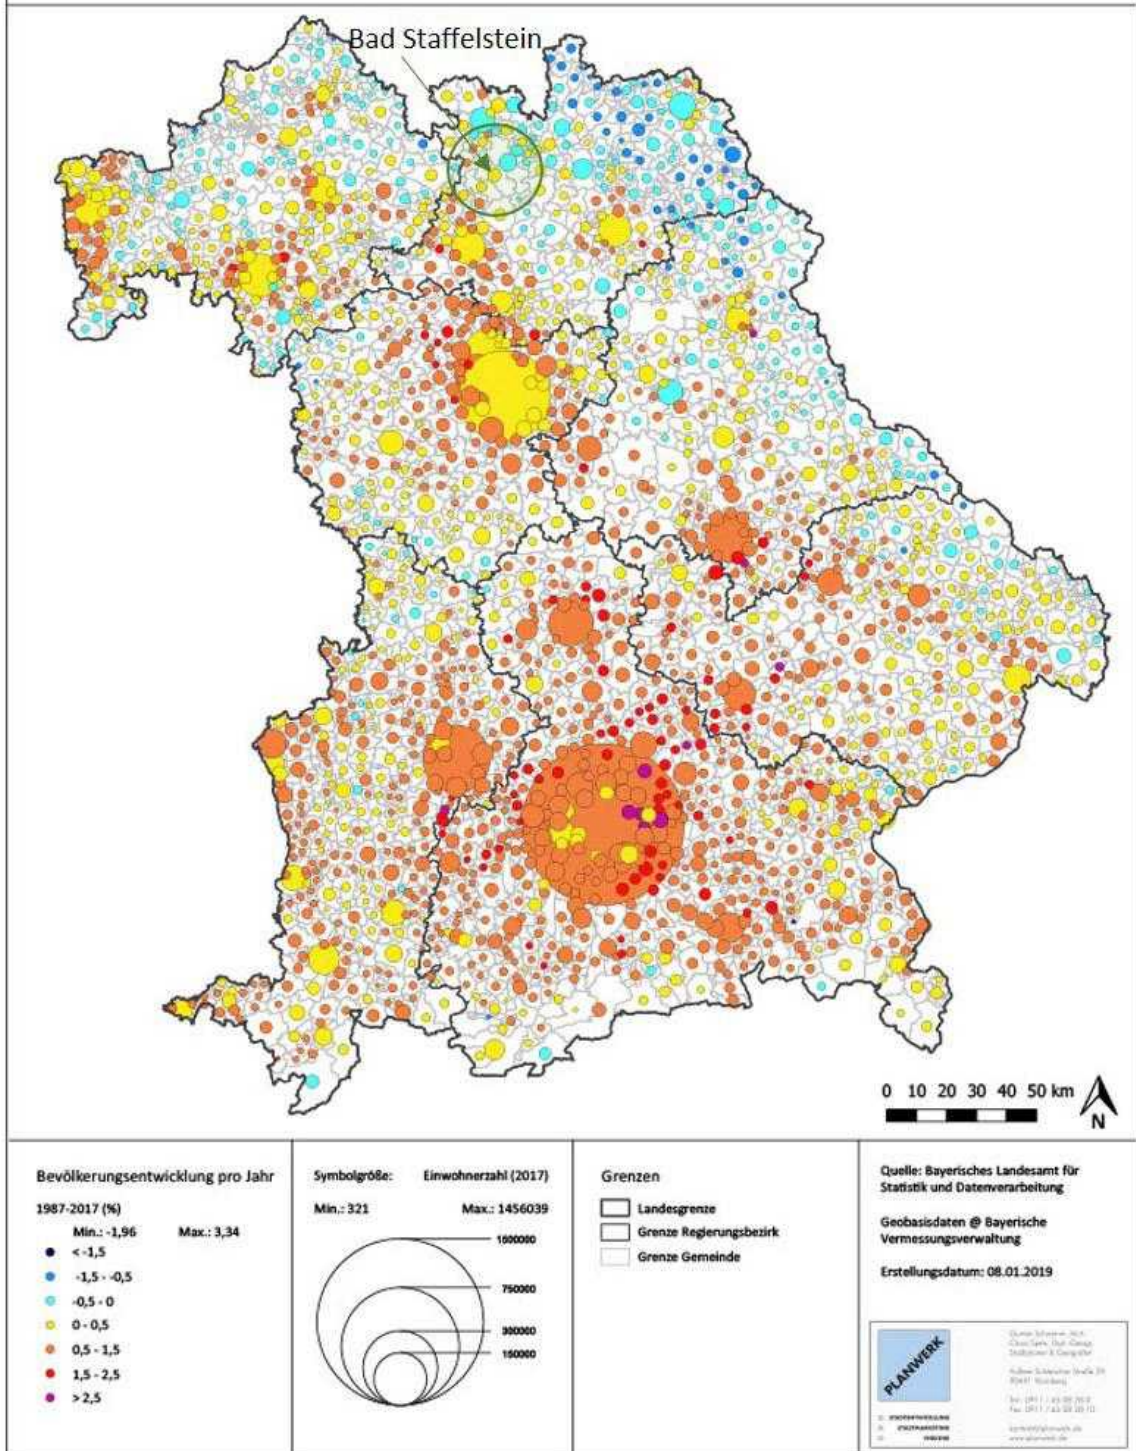 Bad Staffelstein
0 10 20 30 40 50 km
N
Bevölkerungsentwicklung pro Jahr
1987-2017 (%)
Min.: -1,96 Max.: 3,34
< -1,5
-1,5 - -0,5
-0,5 - 0
0 - 0,5
0,5 - 1,5
1,5 - 2,5
> 2,5
Symbolgröße: Einwohnerzahl (2017)
Min.: 321 Max.: 1456039
1500000
750000
300000
150000
Grenzen
Landesgrenze
Grenze Regierungsbezirk
Grenze Gemeinde
Quelle: Bayerisches Landesamt für
Statistik und Datenverarbeitung
Geobasisdaten @ Bayerische
Vermessungsverwaltung
Erstellungsdatum: 08.01.2019
PLANWERK
STADTENTWICKLUNG
STADTMARKETING
VERKEHR